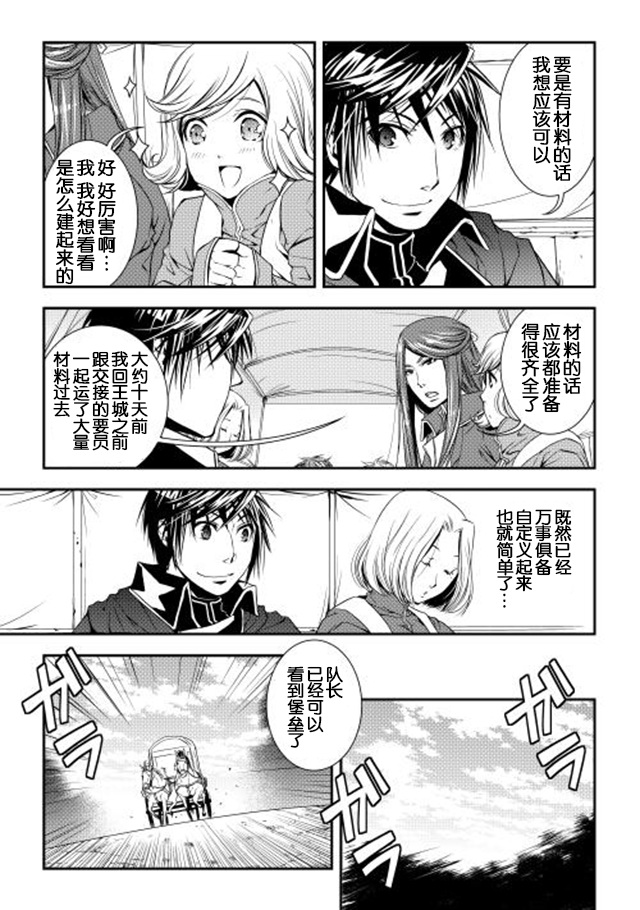 要是有材料的话
我想应该可以
好 好厉害啊…
我 我好想看看
是怎么建起来的
材料的话
应该都准备
得很齐全了
大约十天前
我回王城之前
跟交接的要员
一起运了大量
材料过去
既然已经
万事俱备
自定义起来
也就简单了…
ガラ
ガラ
队长
已经可以
看到堡垒了
ガラ
ガラ